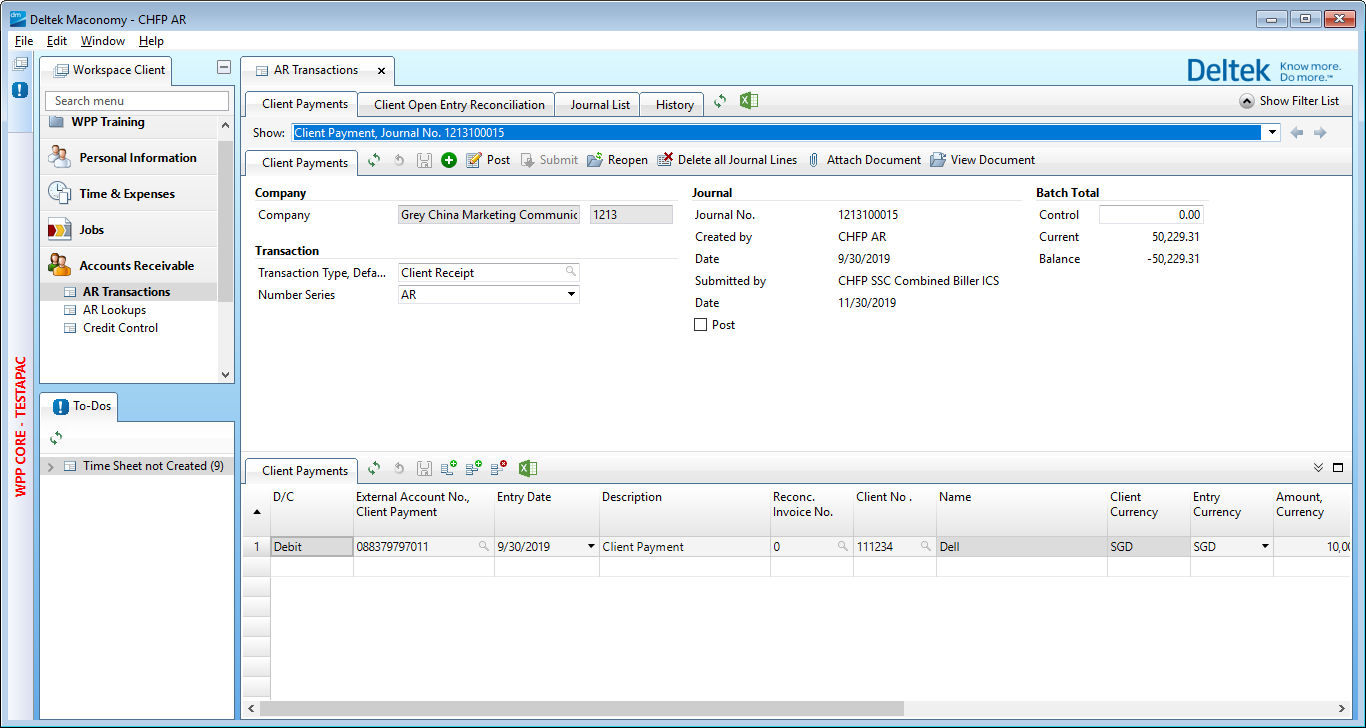 Deltek Maconomy - CHFP AR
File Edit Window Help
Workspace Client
Search menu
WPP Training
Personal Information
Time & Expenses
Jobs
Accounts Receivable
AR Transactions
AR Lookups
Credit Control
WPP CORE - TESTAPAC
To-Dos
Time Sheet not Created (9)
AR Transactions
Deltek Know more.
Do more.™
Client Payments Client Open Entry Reconciliation Journal List History
Show Filter List
Show: Client Payment, Journal No. 1213100015
Client Payments Post Submit Reopen Delete all Journal Lines Attach Document View Document
Company
Company Grey China Marketing Communic 1213
Transaction
Transaction Type, Defa... Client Receipt
Number Series AR
Journal
Journal No. 1213100015
Created by CHFP AR
Date 9/30/2019
Submitted by CHFP SSC Combined Biller ICS
Date 11/30/2019
Post
Batch Total
Control 0.00
Current 50,229.31
Balance -50,229.31
Client Payments
D/C External Account No., Client Payment Entry Date Description Reconc. Invoice No. Client No . Name Client Currency Entry Currency Amount, Currency
1 Debit 088379797011 9/30/2019 Client Payment 0 111234 Dell SGD SGD